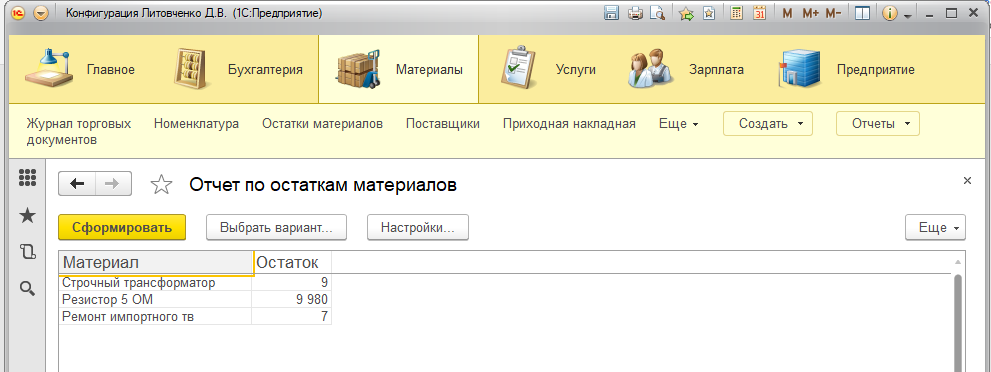 Конфигурация Литовченко Д.В. (1С:Предприятие)
M M+ M-
Главное
Бухгалтерия
Материалы
Услуги
Зарплата
Предприятие
Журнал торговых документов
Номенклатура
Остатки материалов
Поставщики
Приходная накладная
Еще
Создать
Отчеты
Отчет по остаткам материалов
Сформировать
Выбрать вариант...
Настройки...
Еще
Материал Остаток
Строчный трансформатор 9
Резистор 5 ОМ 9 980
Ремонт импортного тв 7